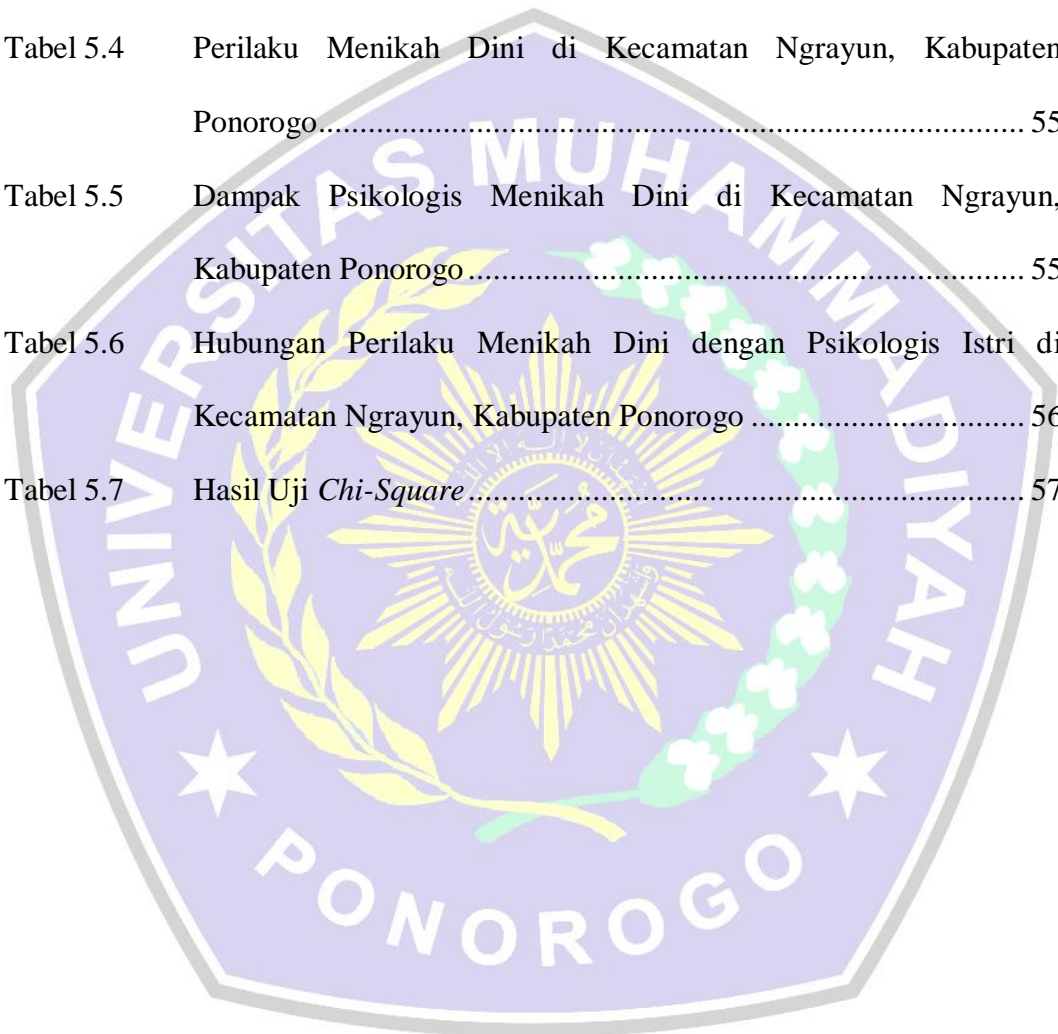 Tabel 5.4 Perilaku Menikah Dini di Kecamatan Ngrayun, Kabupaten
Ponorogo........................................................................... 55
Tabel 5.5 Dampak Psikologis Menikah Dini di Kecamatan Ngrayun,
Kabupaten Ponorogo........................................................... 55
Tabel 5.6 Hubungan Perilaku Menikah Dini dengan Psikologis Istri di
Kecamatan Ngrayun, Kabupaten Ponorogo ............................. 56
Tabel 5.7 Hasil Uji Chi-Square........................................................... 57
UNIVERSITAS MUHAMMADIYAH
محمدية
PONOROGO